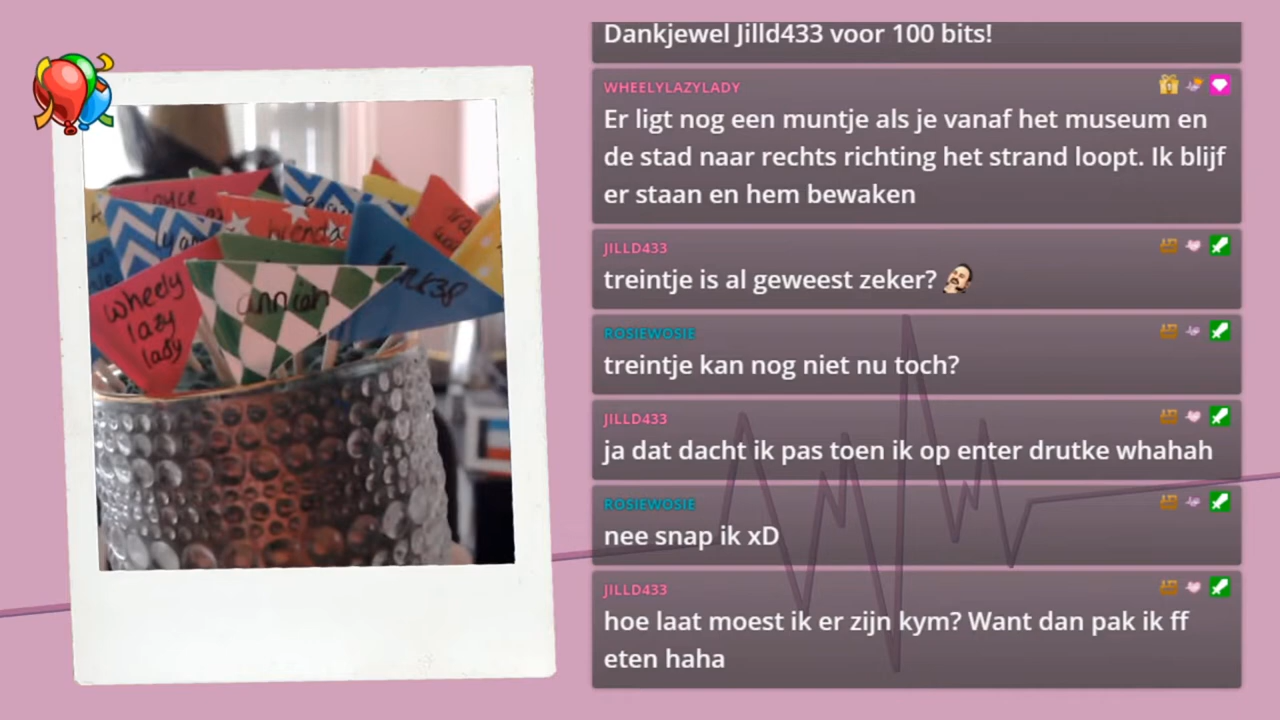 Dankjewel Jilld433 voor 100 bits!
WHEELYLAZYLADY
Er ligt nog een muntje als je vanaf het museum en
de stad naar rechts richting het strand loopt. Ik blijf
er staan en hem bewaken
JILLD433
treintje is al geweest zeker?
ROSIEWOSIE
treintje kan nog niet nu toch?
JILLD433
ja dat dacht ik pas toen ik op enter drutke whahah
ROSIEWOSIE
nee snap ik xD
JILLD433
hoe laat moest ik er zijn kym? Want dan pak ik ff
eten haha
wheely
lazy
lady